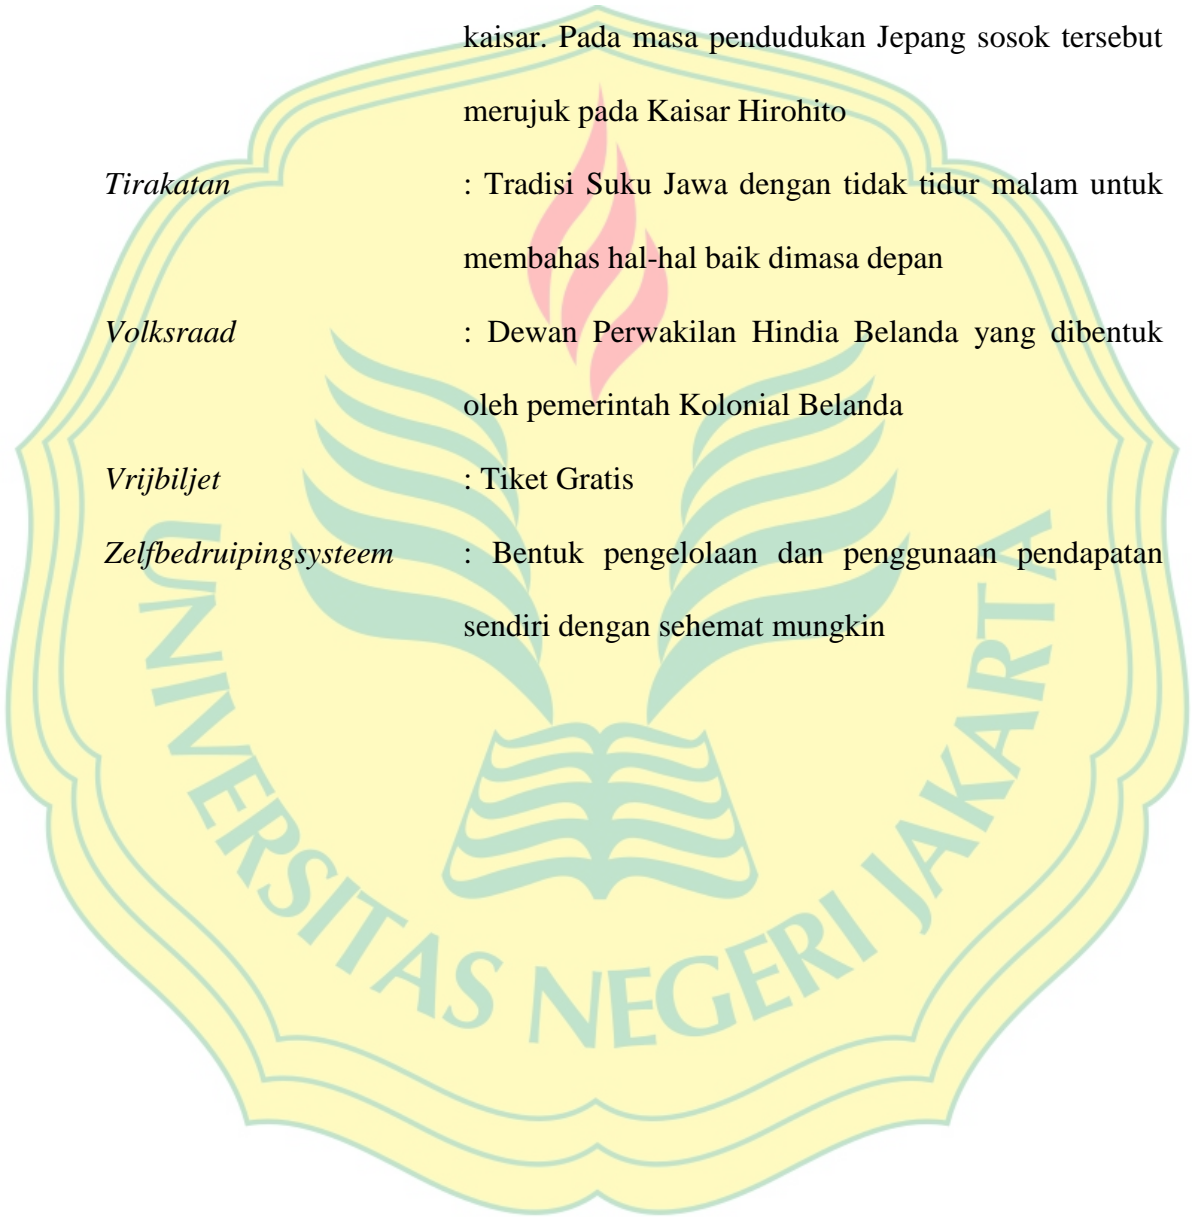 kaisar. Pada masa pendudukan Jepang sosok tersebut
merujuk pada Kaisar Hirohito
Tirakatan : Tradisi Suku Jawa dengan tidak tidur malam untuk
membahas hal-hal baik dimasa depan
Volksraad : Dewan Perwakilan Hindia Belanda yang dibentuk
oleh pemerintah Kolonial Belanda
Vrijbiljet : Tiket Gratis
Zelfbedruipingsysteem : Bentuk pengelolaan dan penggunaan pendapatan
sendiri dengan sehemat mungkin
UNIVERSITAS NEGERI JAKARTA